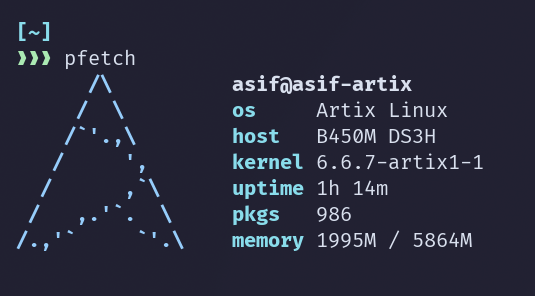 [~]
❱❱❱ pfetch
asif@asif-artix
os Artix Linux
host B450M DS3H
kernel 6.6.7-artix1-1
uptime 1h 14m
pkgs 986
memory 1995M / 5864M